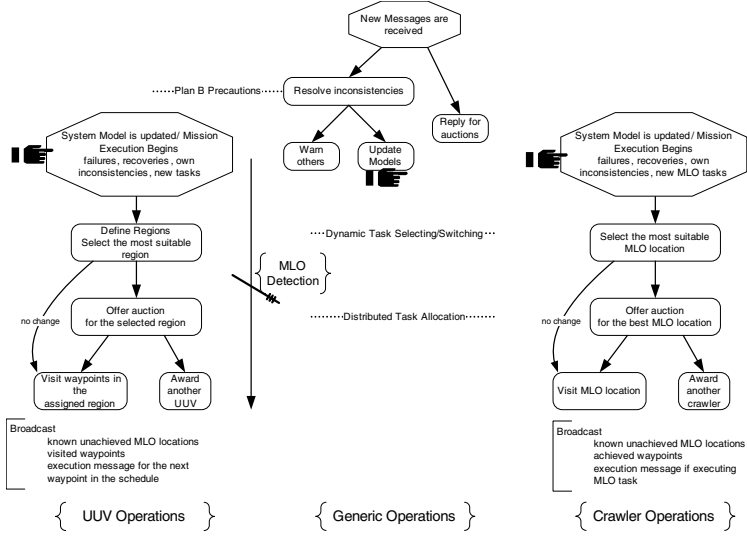 New Messages are
received
Plan B Precautions
Resolve inconsistencies
Reply for
auctions
Warn
others
Update
Models
System Model is updated/ Mission
Execution Begins
failures, recoveries, own
inconsistencies, new tasks
Define Regions
Select the most suitable
region
no change
Offer auction
for the selected region
Visit waypoints in
the
assigned region
Award
another
UUV
Broadcast
known unachieved MLO locations
visited waypoints
execution message for the next
waypoint in the schedule
UUV Operations
MLO
Detection
Dynamic Task Selecting/Switching
Distributed Task Allocation
Generic Operations
System Model is updated/ Mission
Execution Begins
failures, recoveries, own
inconsistencies, new MLO tasks
Select the most suitable
MLO location
no change
Offer auction
for the best MLO location
Visit MLO location
Award
another
crawler
Broadcast
known unachieved MLO locations
achieved waypoints
execution message if executing
MLO task
Crawler Operations